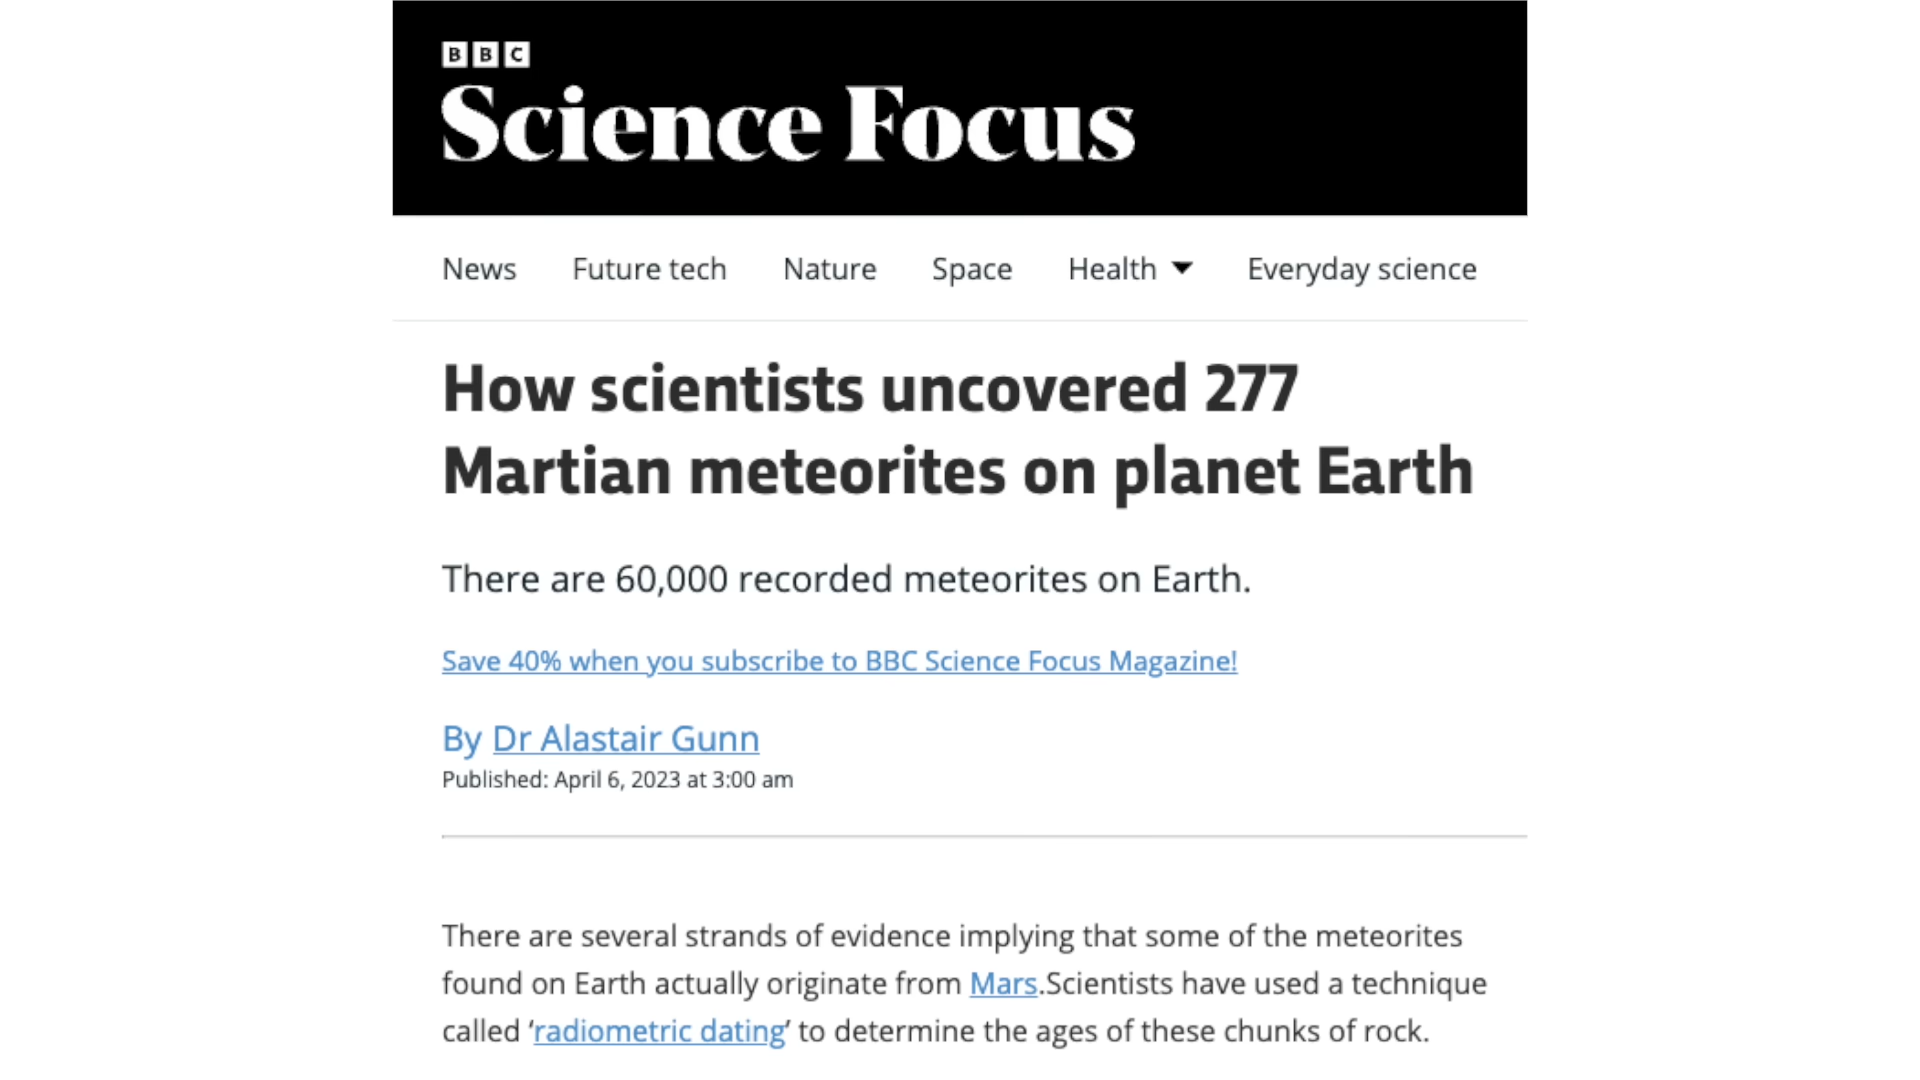 BBC
Science Focus
News Future tech Nature Space Health Everyday science
How scientists uncovered 277
Martian meteorites on planet Earth
There are 60,000 recorded meteorites on Earth.
Save 40% when you subscribe to BBC Science Focus Magazine!
By Dr Alastair Gunn
Published: April 6, 2023 at 3:00 am
There are several strands of evidence implying that some of the meteorites
found on Earth actually originate from Mars.Scientists have used a technique
called ‘radiometric dating’ to determine the ages of these chunks of rock.